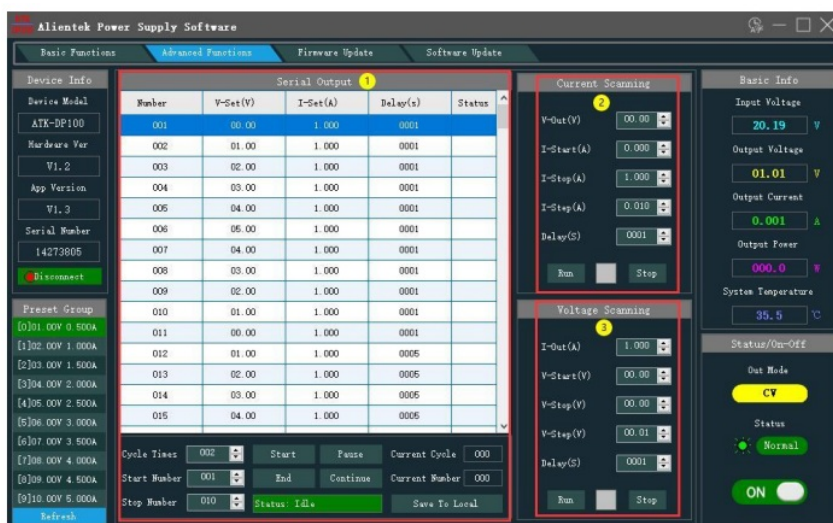 Alientek Power Supply Software
Basic Functions Advanced Functions Firmware Update Software Update
Device Info
Device Model
ATK-DP100
Hardware Ver
V1.2
App Version
V1.3
Serial Number
14273805
Disconnect
Preset Group
[0]01.00V 0.500A
[1]02.00V 1.000A
[2]03.00V 1.500A
[3]04.00V 2.000A
[4]05.00V 2.500A
[5]06.00V 3.000A
[6]07.00V 3.500A
[7]08.00V 4.000A
[8]09.00V 4.500A
[9]10.00V 5.000A
Refresh
Serial Output 1
Number V-Set(V) I-Set(A) Delay(s) Status
001 00.00 1.000 0001
002 01.00 1.000 0001
003 02.00 1.000 0001
004 03.00 1.000 0001
005 04.00 1.000 0001
006 05.00 1.000 0001
007 04.00 1.000 0001
008 03.00 1.000 0001
009 02.00 1.000 0001
010 01.00 1.000 0001
011 00.00 1.000 0001
012 01.00 1.000 0005
013 02.00 1.000 0005
014 03.00 1.000 0005
015 04.00 1.000 0005
Cycle Times 002 Start Pause Current Cycle 000
Start Number 001 End Continue Current Number 000
Stop Number 010 Status: Idle Save To Local
Current Scanning
2
V-Out(V) 00.00
I-Start(A) 0.000
I-Stop(A) 1.000
I-Step(A) 0.010
Delay(S) 0001
Run Stop
Voltage Scanning
3
I-Out(A) 1.000
V-Start(V) 00.00
V-Stop(V) 00.00
V-Step(V) 00.01
Delay(S) 0001
Run Stop
Basic Info
Input Voltage
20.19 V
Output Voltage
01.01 V
Output Current
0.001 A
Output Power
000.0 W
System Temperature
35.5 ℃
Status/On-Off
Out Mode
CV
Status
Normal
ON